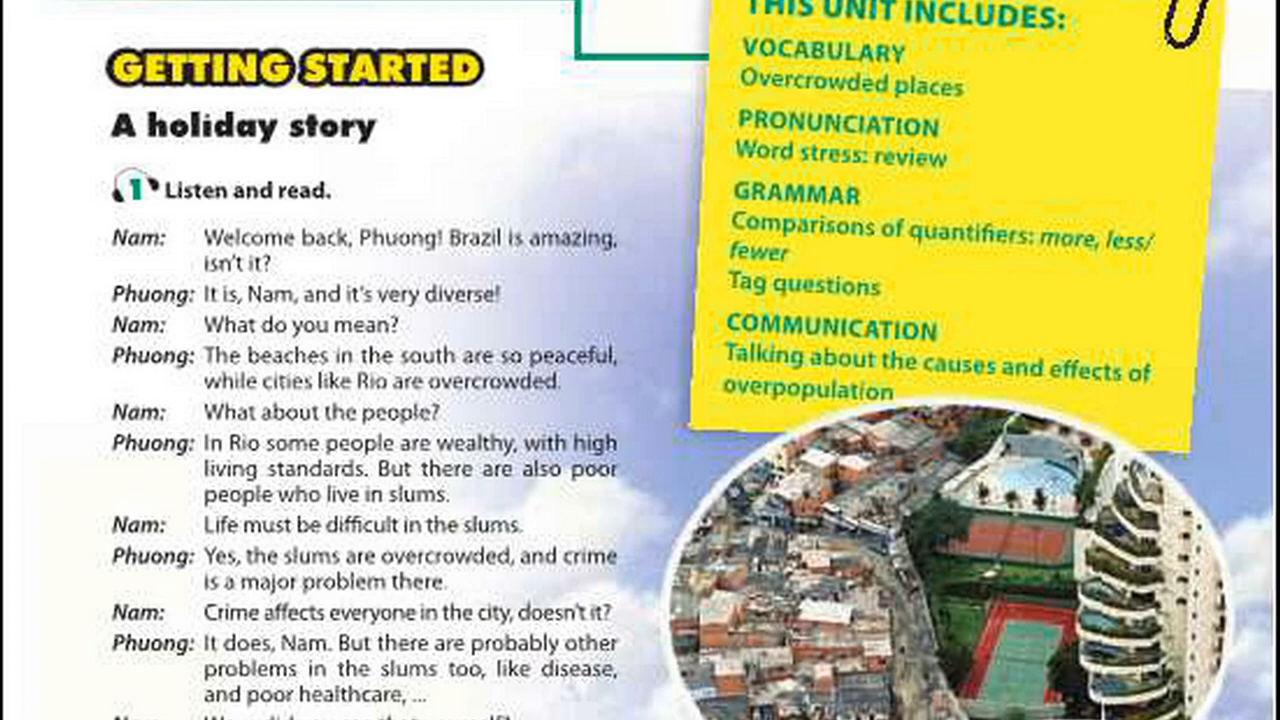 GETTING STARTED
A holiday story
1 Listen and read.
Nam: Welcome back, Phuong! Brazil is amazing,
isn't it?
Phuong: It is, Nam, and it's very diverse!
Nam: What do you mean?
Phuong: The beaches in the south are so peaceful,
while cities like Rio are overcrowded.
Nam: What about the people?
Phuong: In Rio some people are wealthy, with high
living standards. But there are also poor
people who live in slums.
Nam: Life must be difficult in the slums.
Phuong: Yes, the slums are overcrowded, and crime
is a major problem there.
Nam: Crime affects everyone in the city, doesn't it?
Phuong: It does, Nam. But there are probably other
problems in the slums too, like disease,
and poor healthcare, ...
THIS UNIT INCLUDES:
VOCABULARY
Overcrowded places
PRONUNCIATION
Word stress: review
GRAMMAR
Comparisons of quantifiers: more, less/
fewer
Tag questions
COMMUNICATION
Talking about the causes and effects of
overpopulation